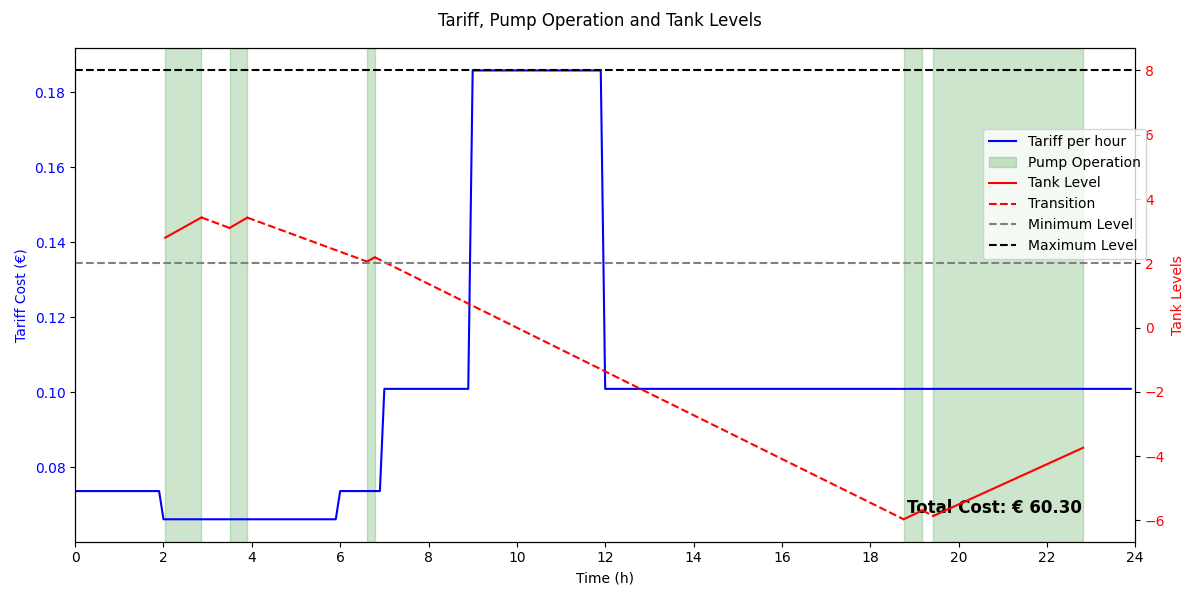 Tariff, Pump Operation and Tank Levels
0.18
0.16
0.14
0.12
0.10
0.08
Tariff Cost (€)
8
6
4
2
0
−2
−4
−6
Tank Levels
Tariff per hour
Pump Operation
Tank Level
Transition
Minimum Level
Maximum Level
Total Cost: € 60.30
0 2 4 6 8 10 12 14 16 18 20 22 24
Time (h)